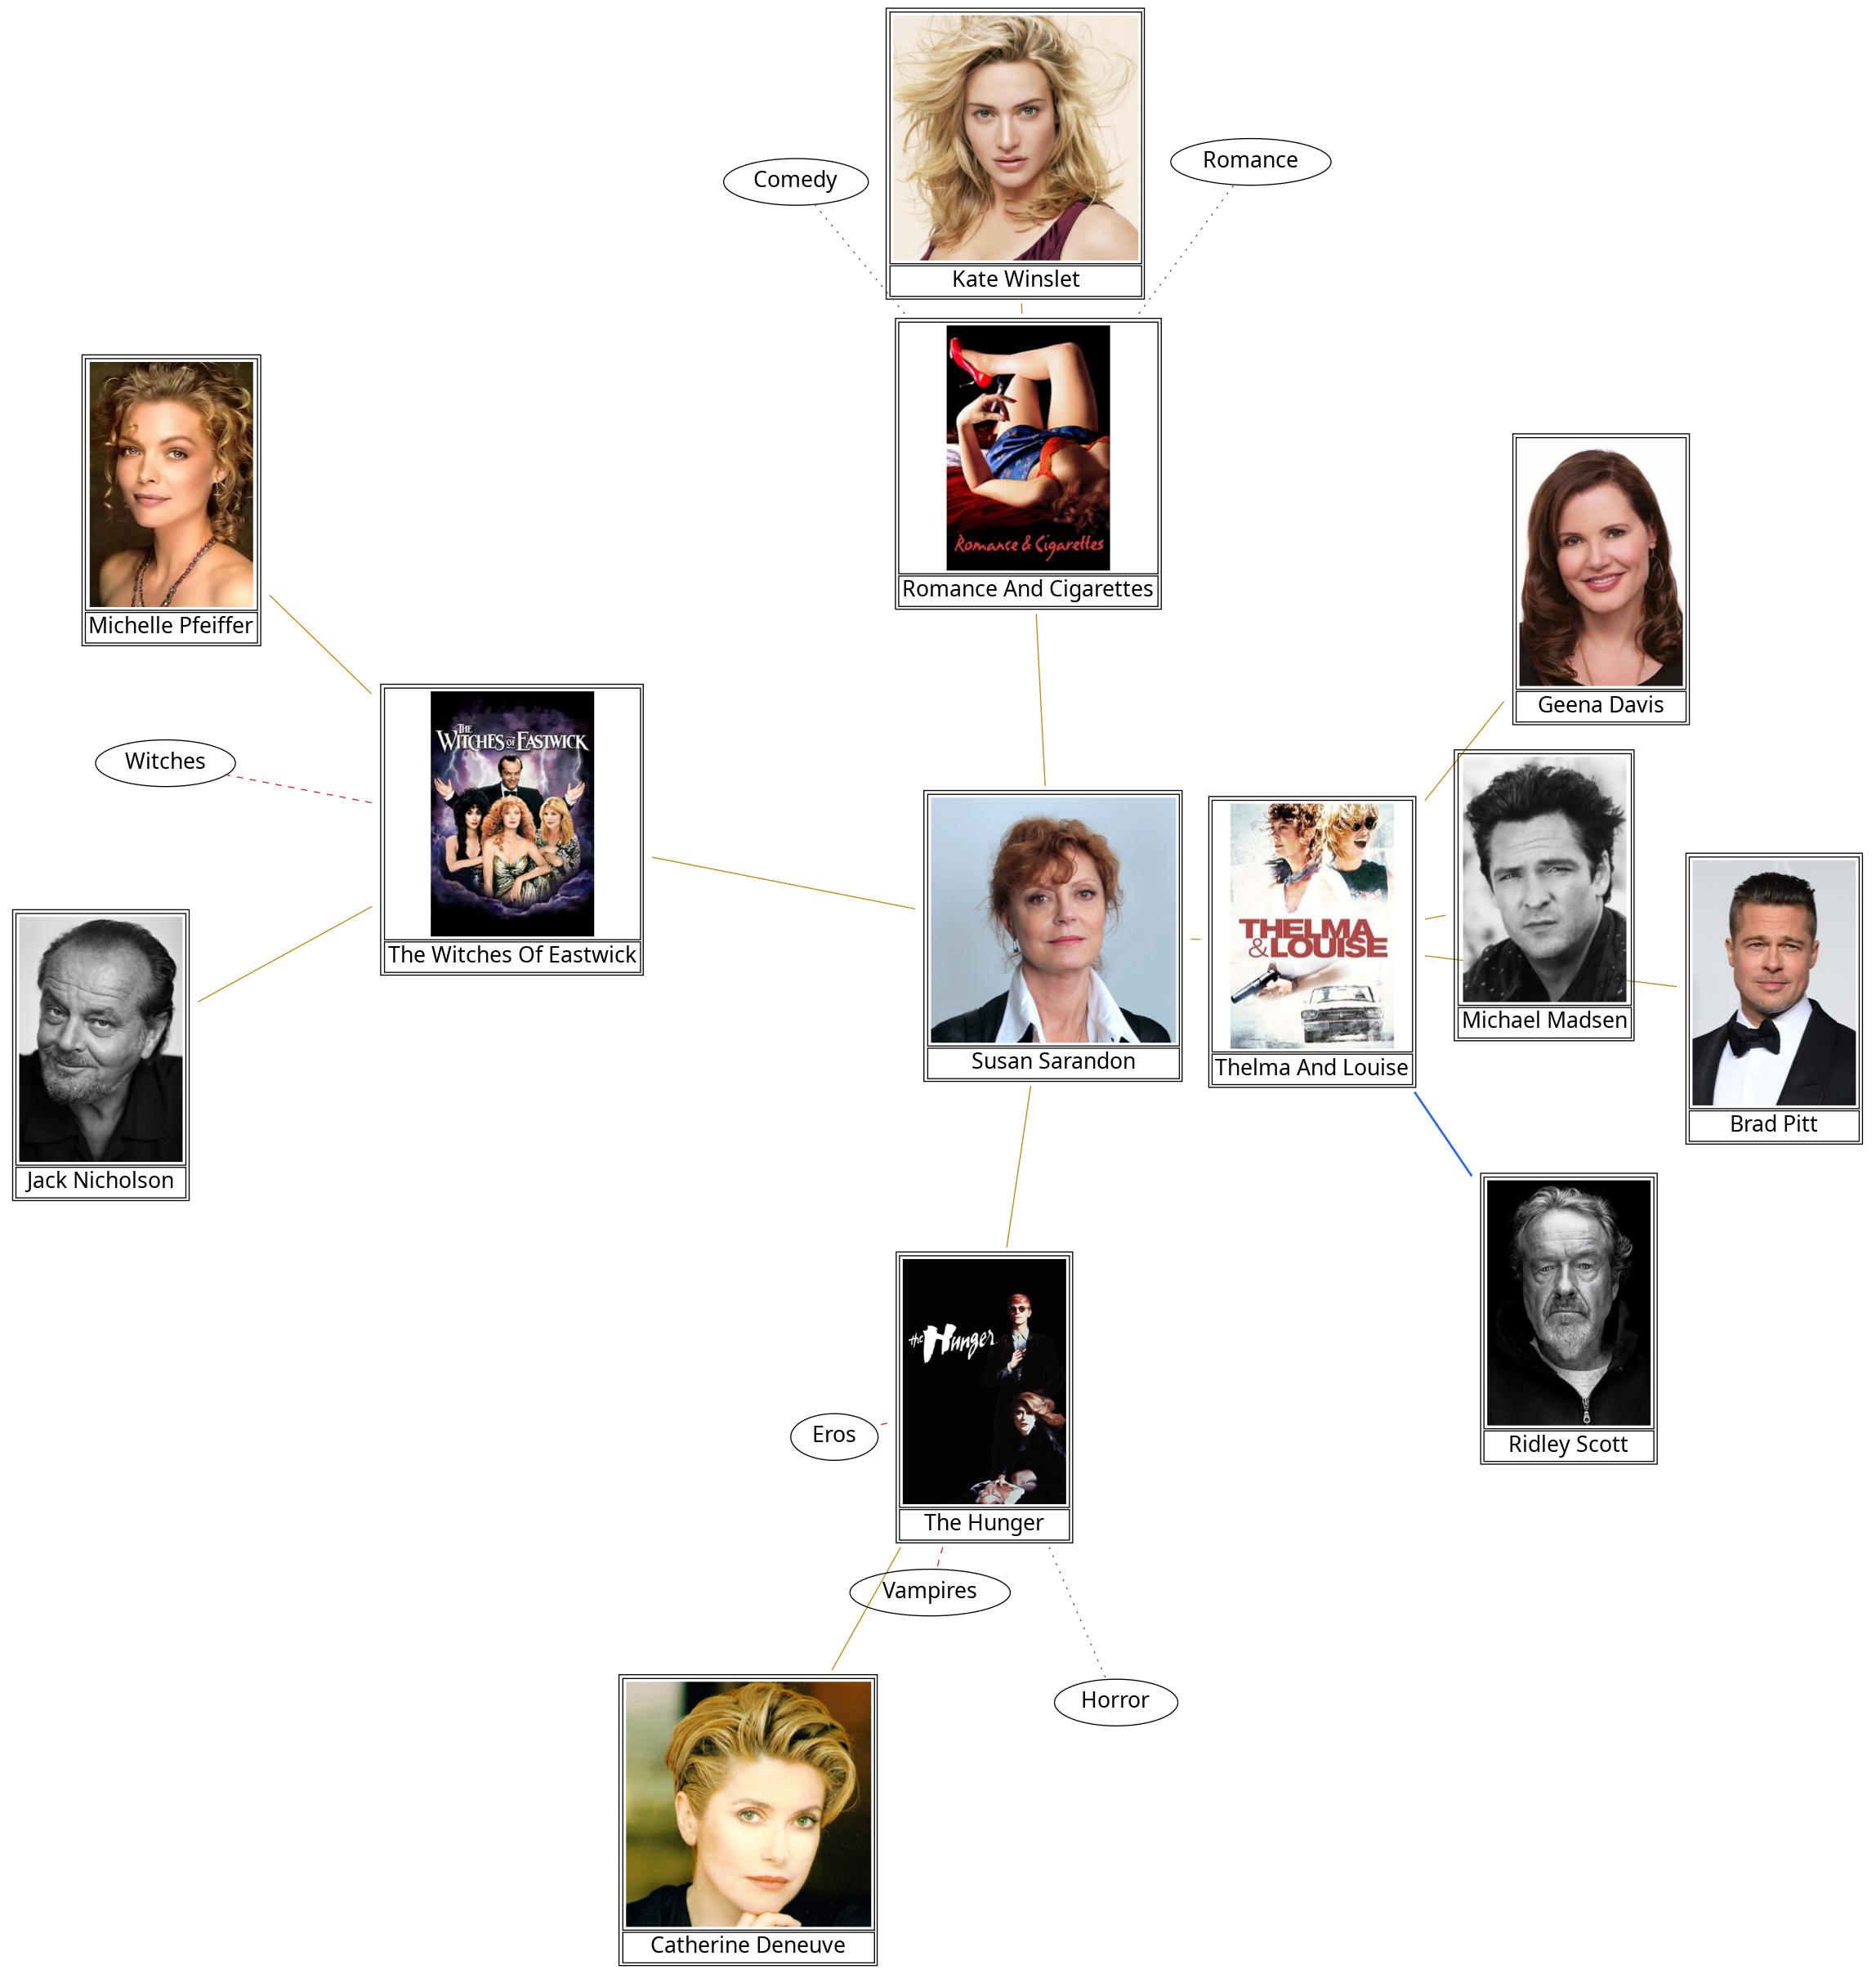 Kate Winslet
Comedy
Romance
Romance & Cigarettes
Romance And Cigarettes
Michelle Pfeiffer
Geena Davis
THE
WITCHES OF EASTWICK
The Witches Of Eastwick
Witches
Susan Sarandon
THELMA
& LOUISE
Thelma And Louise
Michael Madsen
Brad Pitt
Jack Nicholson
the Hunger
The Hunger
Ridley Scott
Eros
Vampires
Horror
Catherine Deneuve